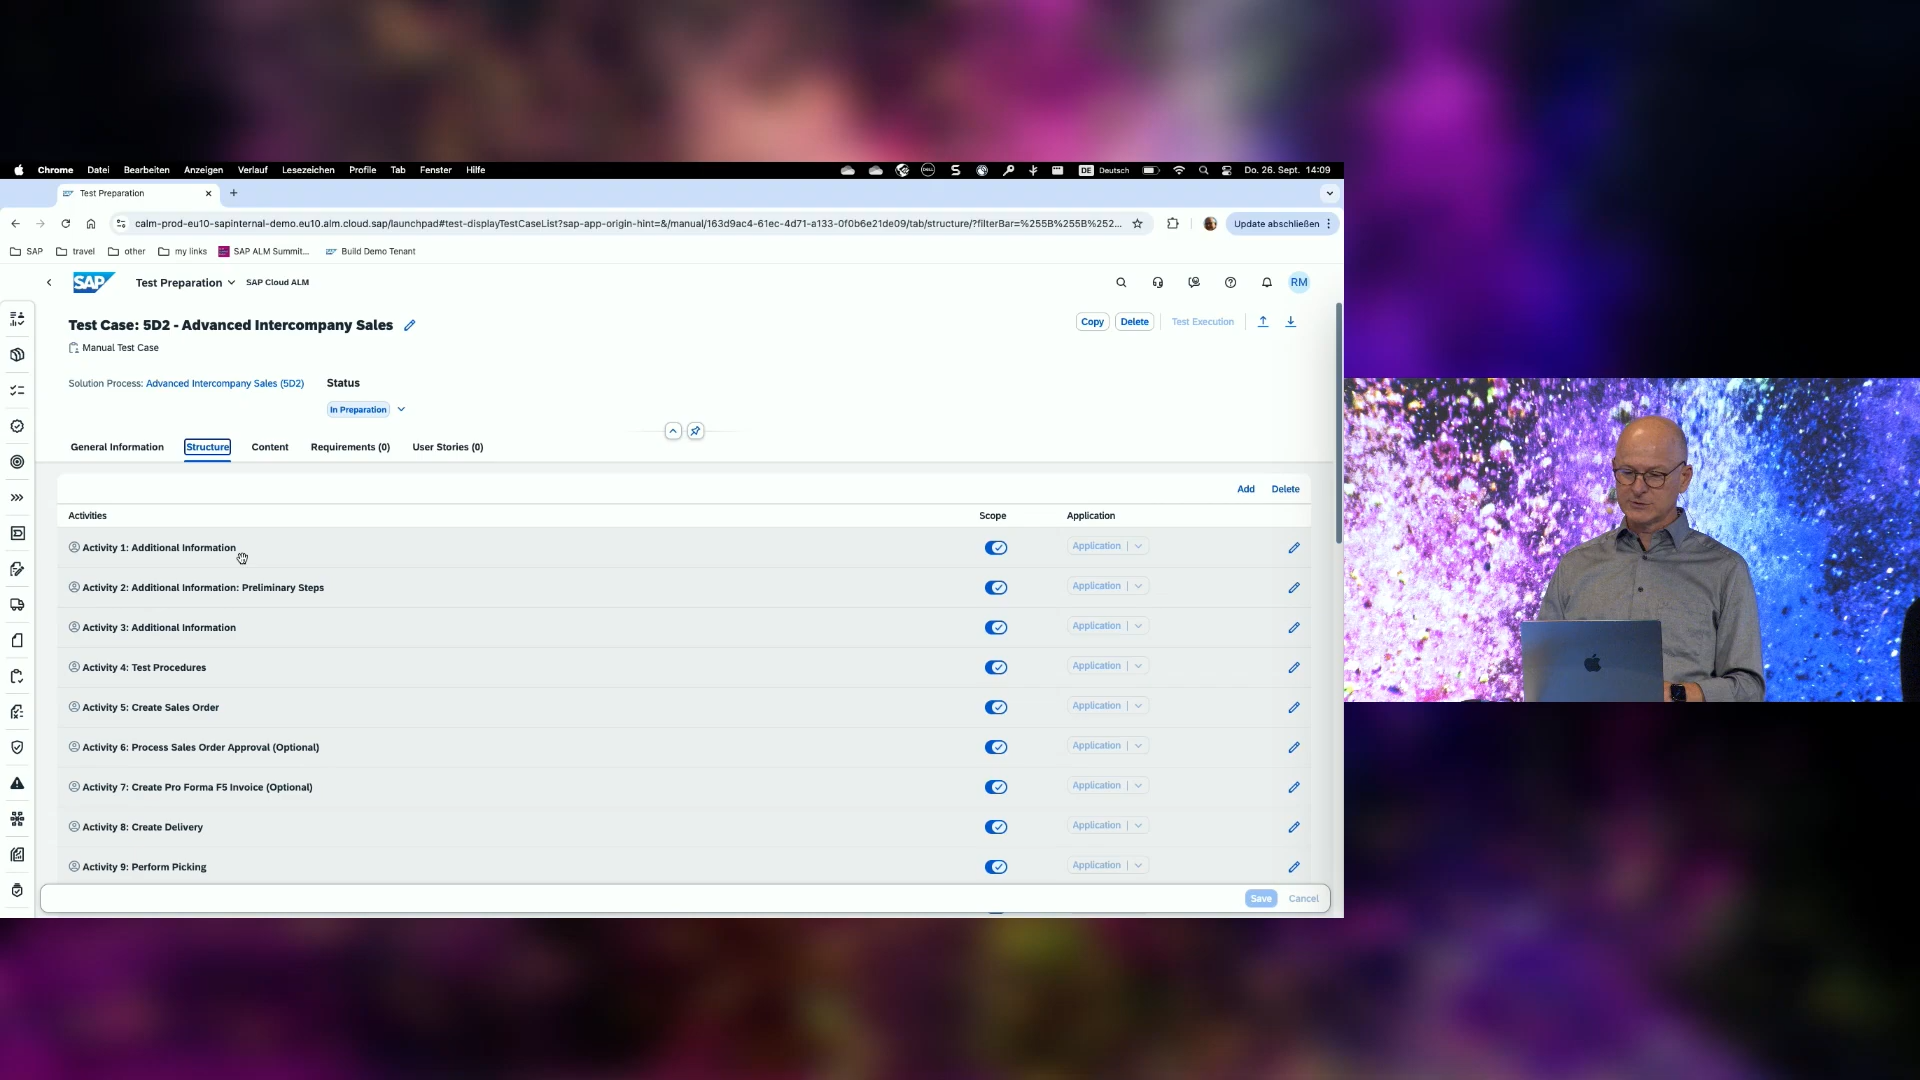 Chrome Datei Bearbeiten Anzeigen Verlauf Lesezeichen Profile Tab Fenster Hilfe DE Deutsch Do. 26. Sept. 14:09
Test Preparation
calm-prod-eu10-sapinternal-demo.eu10.alm.cloud.sap/launchpad#test-displayTestCaseList?sap-app-origin-hint=&/manual/163d9ac4-61ec-4d71-a133-0f0b6e21de09/tab/structure/?filterBar=%255B%255B%252... Update abschließen
SAP travel other my links SAP ALM Summit... Build Demo Tenant
SAP Test Preparation SAP Cloud ALM RM
Test Case: 5D2 - Advanced Intercompany Sales Copy Delete Test Execution
Manual Test Case
Solution Process: Advanced Intercompany Sales (5D2) Status
In Preparation
General Information Structure Content Requirements (0) User Stories (0)
Add Delete
Activities Scope Application
Activity 1: Additional Information Application
Activity 2: Additional Information: Preliminary Steps Application
Activity 3: Additional Information Application
Activity 4: Test Procedures Application
Activity 5: Create Sales Order Application
Activity 6: Process Sales Order Approval (Optional) Application
Activity 7: Create Pro Forma F5 Invoice (Optional) Application
Activity 8: Create Delivery Application
Activity 9: Perform Picking Application
Save Cancel